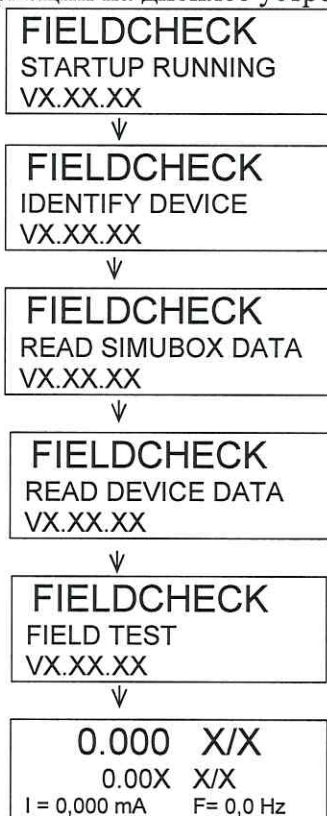 FIELDCHECK
STARTUP RUNNING
VX.XX.XX
FIELDCHECK
IDENTIFY DEVICE
VX.XX.XX
FIELDCHECK
READ SIMUBOX DATA
VX.XX.XX
FIELDCHECK
READ DEVICE DATA
VX.XX.XX
FIELDCHECK
FIELD TEST
VX.XX.XX
0.000 X/X
0.00X X/X
I = 0,000 mA F= 0,0 Hz